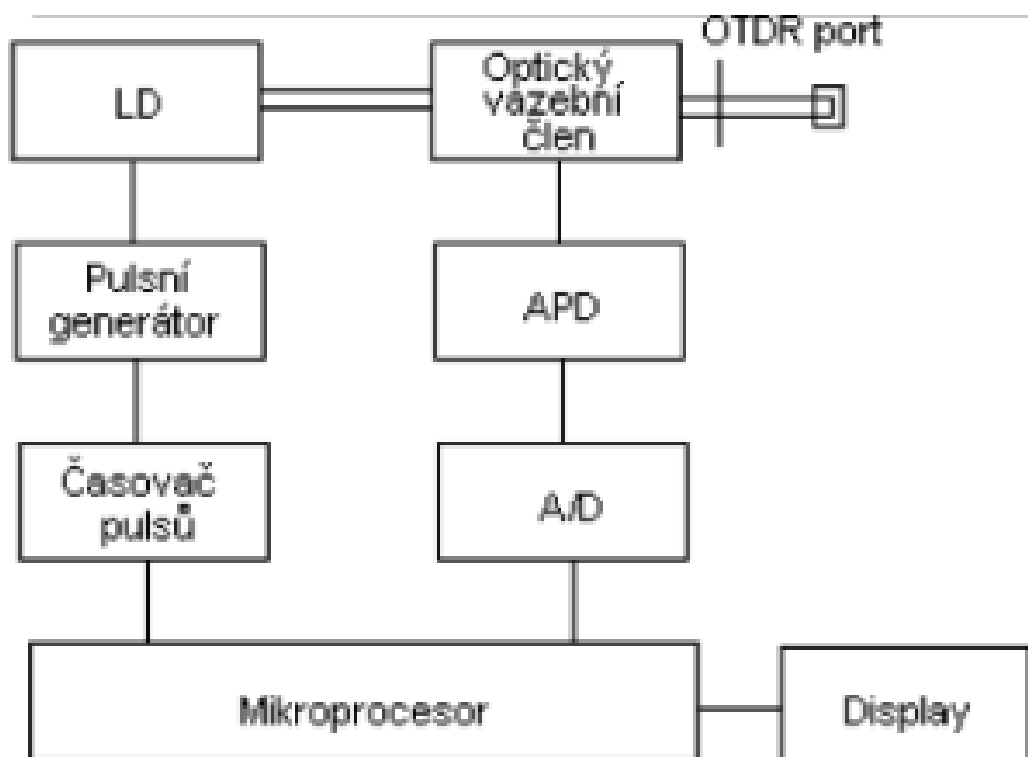 OTDR port
LD
Optický
vazební
člen
Pulsní
generátor
APD
Časovač
pulsů
A/D
Mikroprocesor
Display